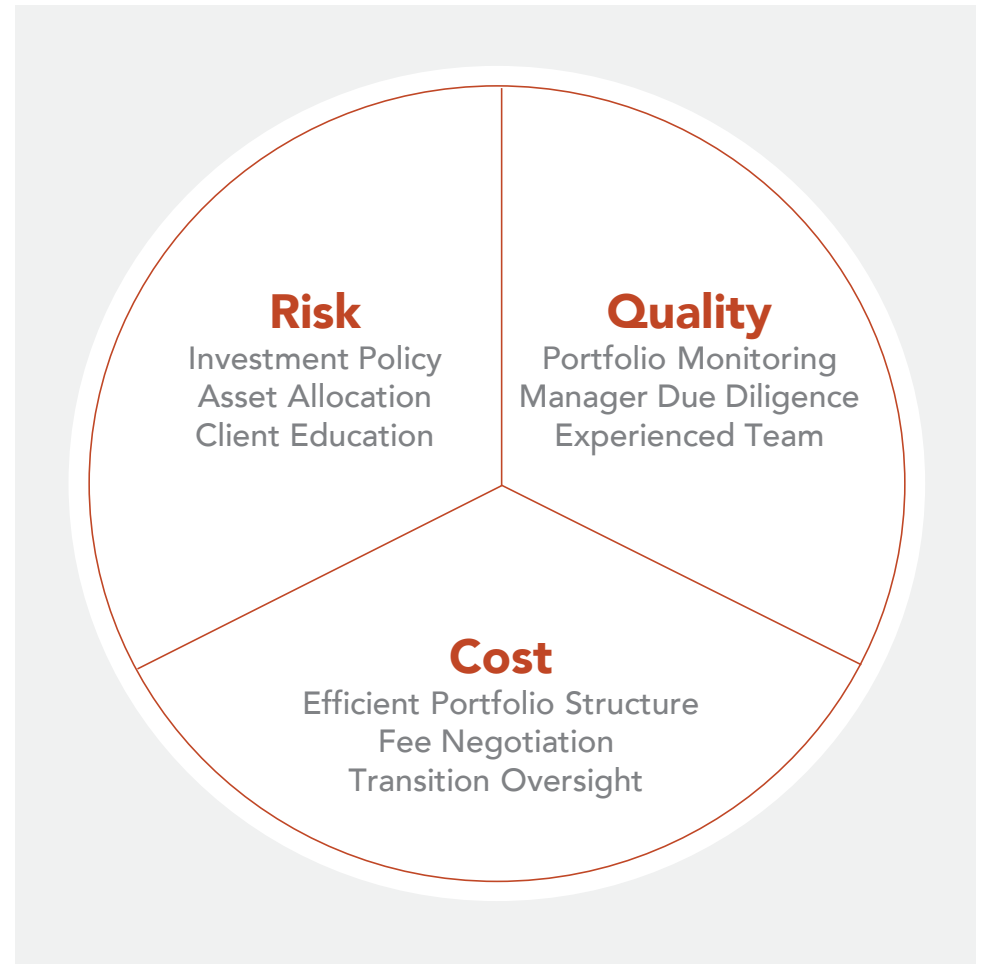 Risk
Investment Policy
Asset Allocation
Client Education
Quality
Portfolio Monitoring
Manager Due Diligence
Experienced Team
Cost
Efficient Portfolio Structure
Fee Negotiation
Transition Oversight